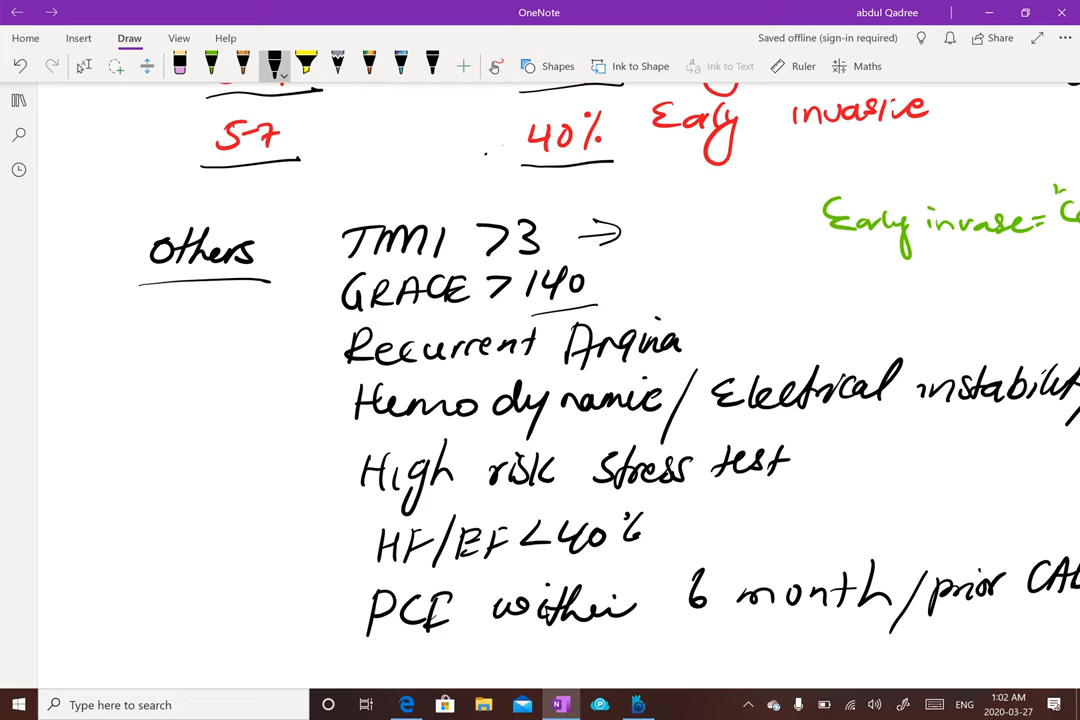 OneNote
abdul Qadree
Home Insert Draw View Help
Saved offline (sign-in required)
Share
Shapes
Ink to Shape
Ink to Text
Ruler
Maths
5-7 40% Early invasive
Early invase=
Others TMMI >3 →
GRACE > 140
Recurrent Angina
Hemodynamic/Electrical instability
High risk stress test
HF/EF <40%
PCI within 6 month/prior CA
Type here to search
ENG
1:02 AM
2020-03-27